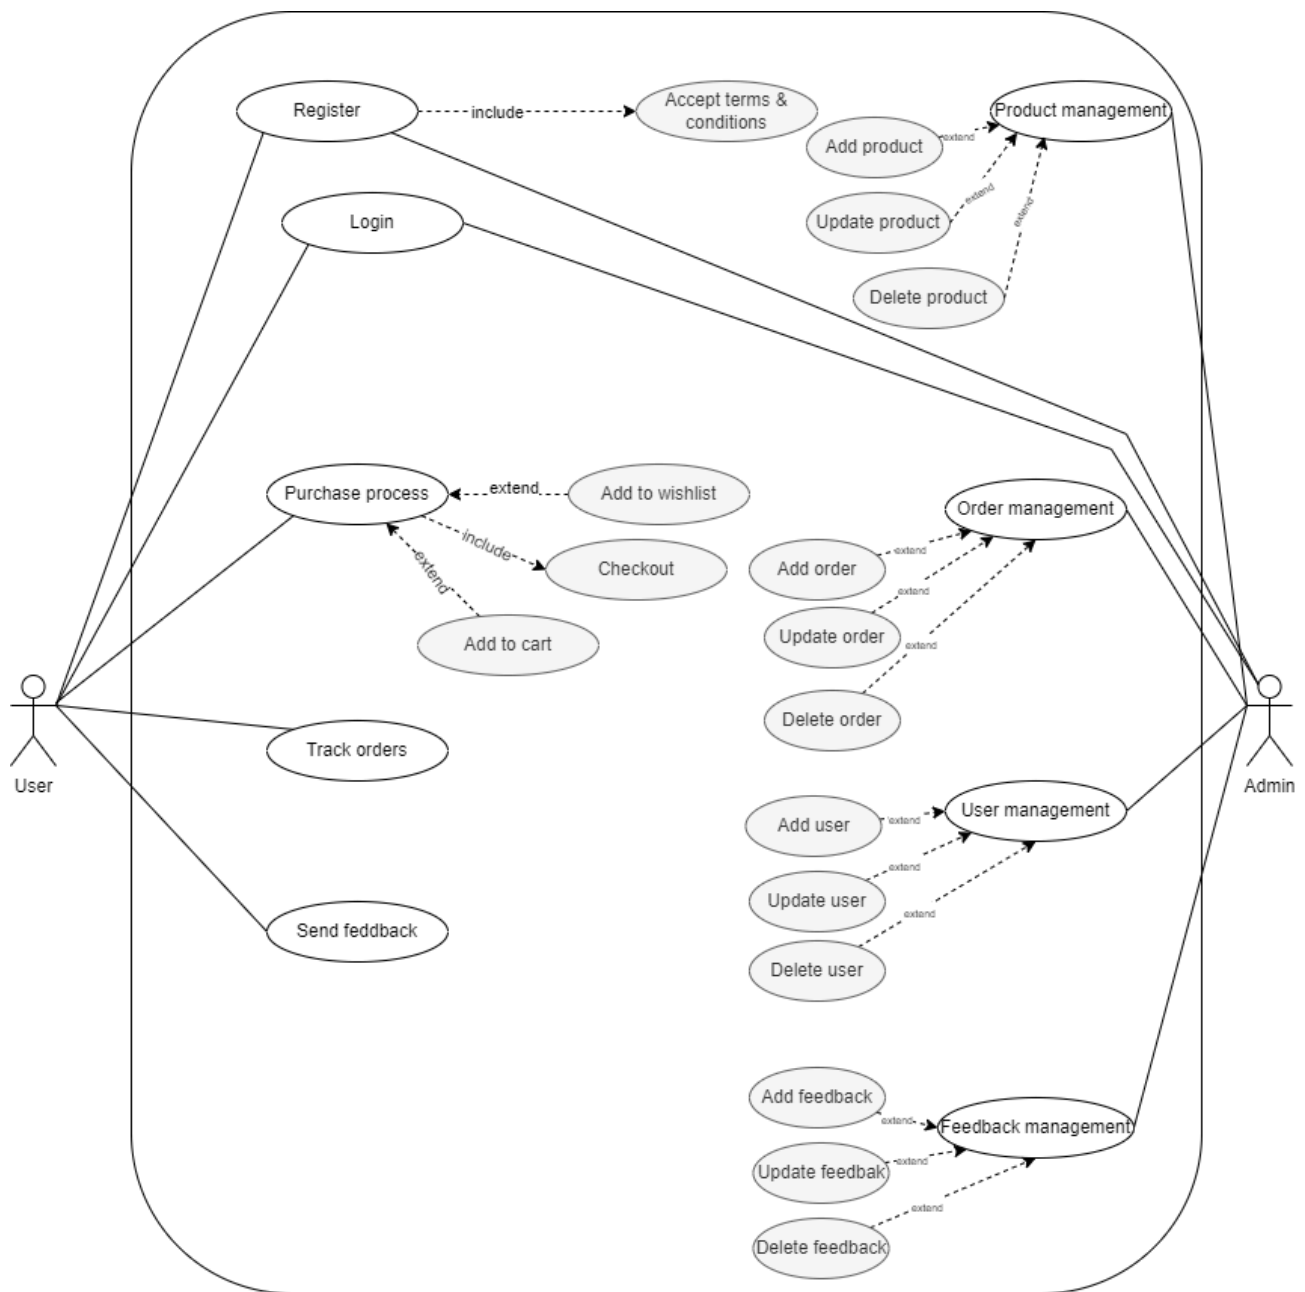 Register
include
Accept terms &
conditions
Product management
Add product
extend
Update product
extend
extend
Login
Delete product
Purchase process
extend
Add to wishlist
include
Checkout
extend
Add to cart
Order management
Add order
extend
Update order
extend
extend
Delete order
User
Track orders
Admin
User management
Add user
extend
Update user
extend
extend
Delete user
Send feddback
Add feedback
extend
Feedback management
Update feedbak
extend
Delete feedback
extend